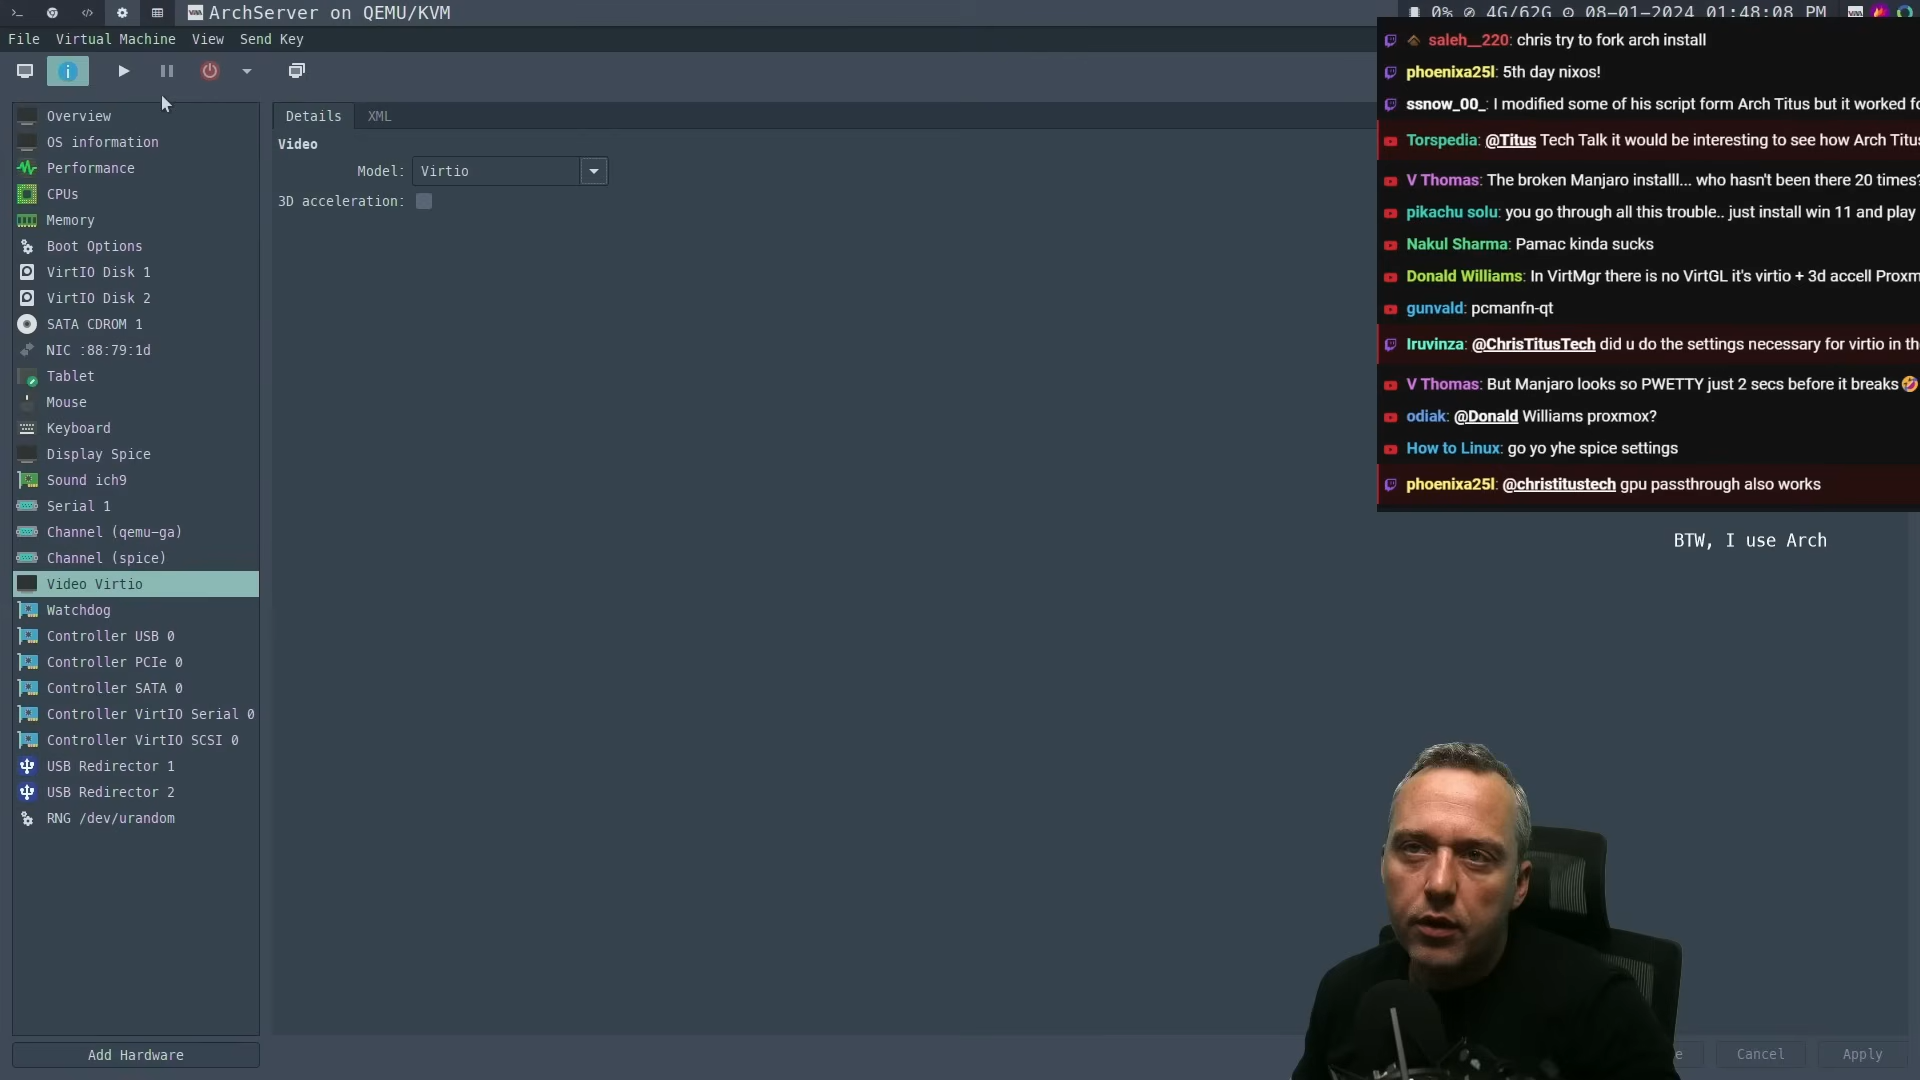 ArchServer on QEMU/KVM
0% 4G/62G 08-01-2024 01:48:08 PM
File Virtual Machine View Send Key
Overview
OS information
Performance
CPUs
Memory
Boot Options
VirtIO Disk 1
VirtIO Disk 2
SATA CDROM 1
NIC :88:79:1d
Tablet
Mouse
Keyboard
Display Spice
Sound ich9
Serial 1
Channel (qemu-ga)
Channel (spice)
Video Virtio
Watchdog
Controller USB 0
Controller PCIe 0
Controller SATA 0
Controller VirtIO Serial 0
Controller VirtIO SCSI 0
USB Redirector 1
USB Redirector 2
RNG /dev/urandom
Add Hardware
Details XML
Video
Model: Virtio
3D acceleration:
saleh__220: chris try to fork arch install
phoenixa25l: 5th day nixos!
ssnow_00_: I modified some of his script form Arch Titus but it worked
Torspedia: @Titus Tech Talk it would be interesting to see how Arch
V Thomas: The broken Manjaro installl... who hasn't been there 20 times?
pikachu solu: you go through all this trouble.. just install win 11 and play
Nakul Sharma: Pamac kinda sucks
Donald Williams: In VirtMgr there is no VirtGL it's virtio + 3d accell
gunvald: pcmanfn-qt
Iruvinza: @ChrisTitusTech did u do the settings necessary for virtio in
V Thomas: But Manjaro looks so PWETTY just 2 secs before it breaks🤣
odiak: @Donald Williams proxmox?
How to Linux: go yo yhe spice settings
phoenixa25l: @christitustech gpu passthrough also works
BTW, I use Arch
Cancel Apply